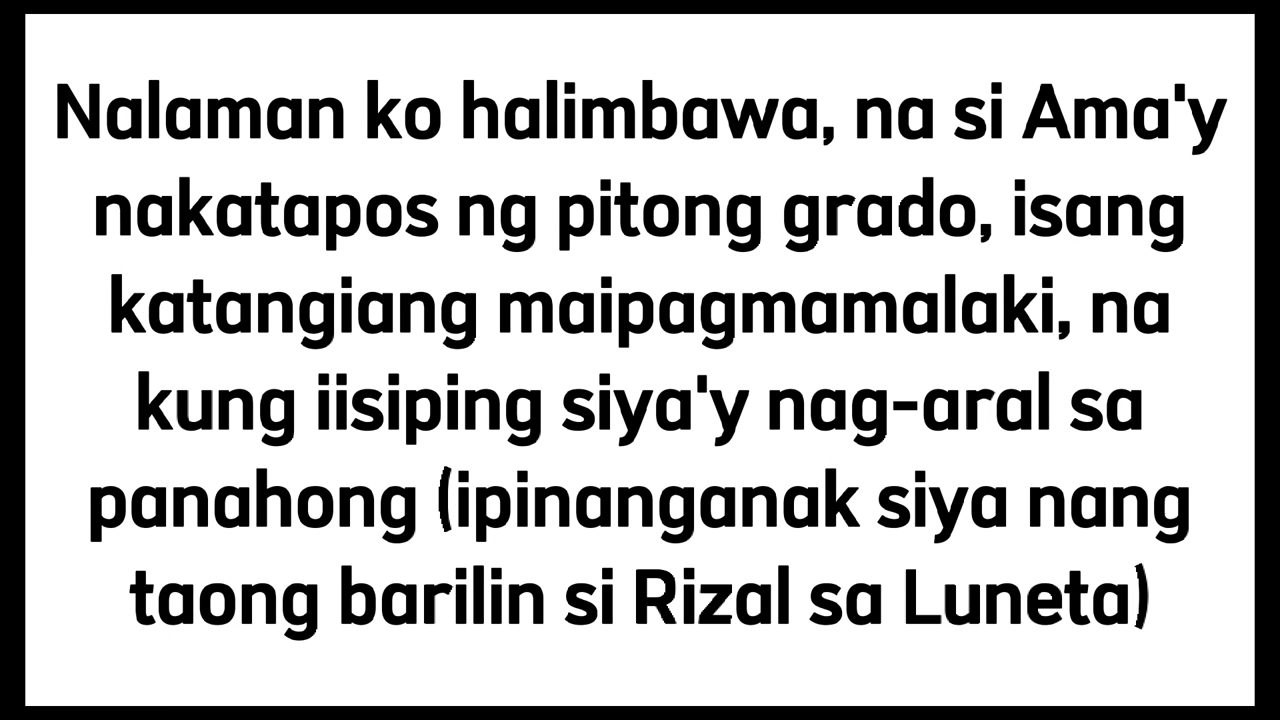 Nalaman ko halimbawa, na si Ama'y
nakatapos ng pitong grado, isang
katangiang maipagmamalaki, na
kung iisiping siya'y nag-aral sa
panahong (ipinanganak siya nang
taong barilin si Rizal sa Luneta)